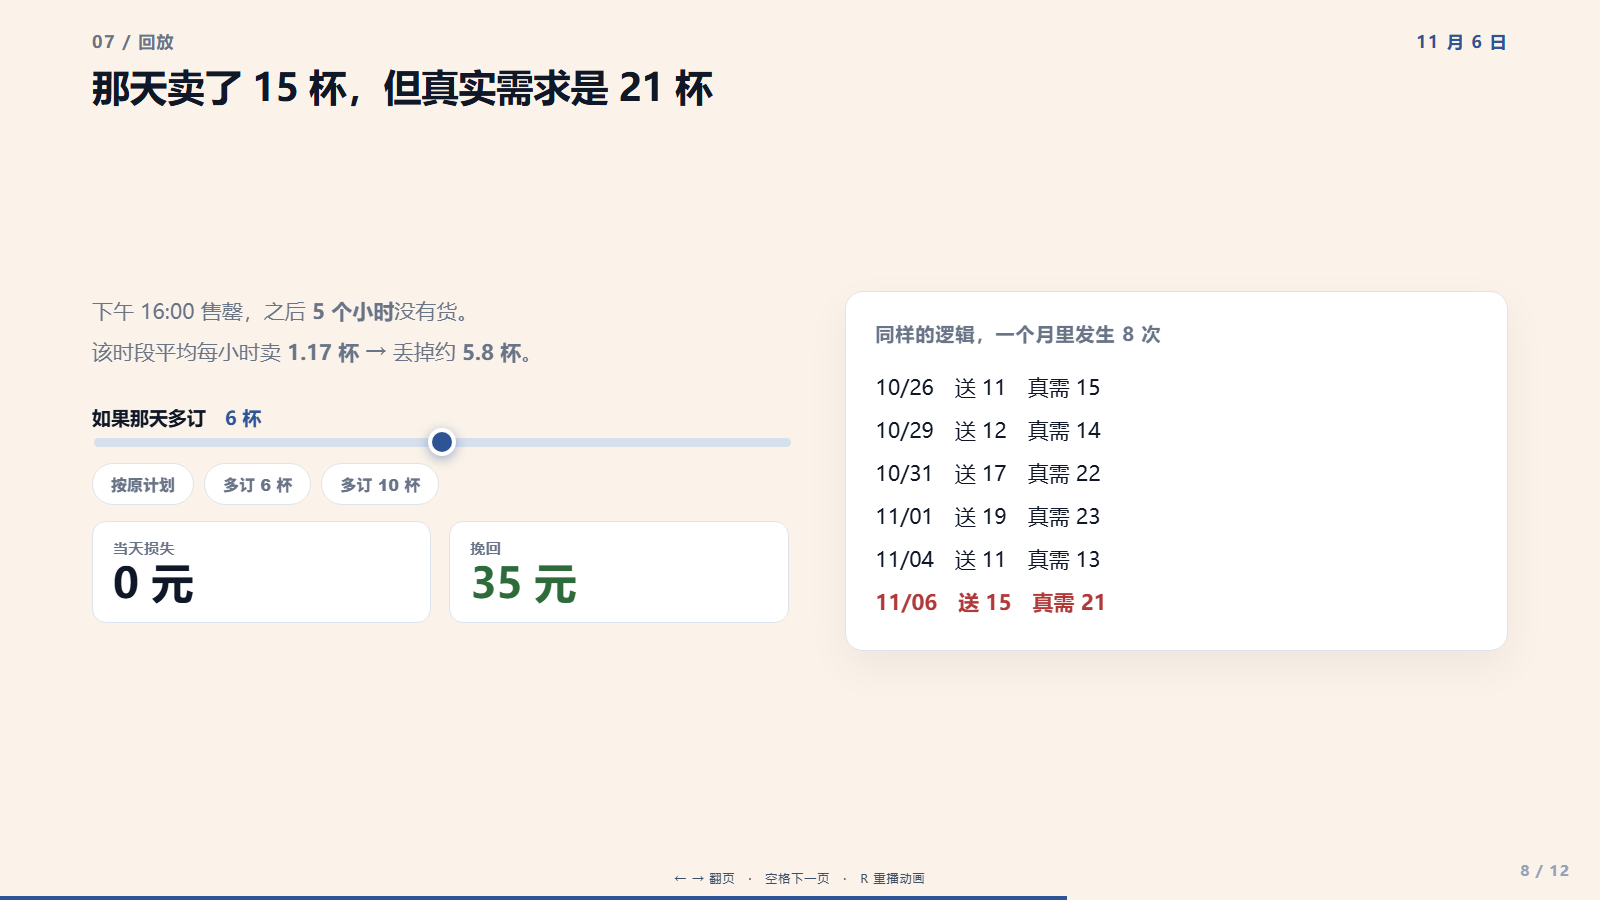 07 / 回放
11 月 6 日
那天卖了 15 杯，但真实需求是 21 杯
下午 16:00 售罄，之后 5 个小时没有货。
该时段平均每小时卖 1.17 杯 → 丢掉约 5.8 杯。
如果那天多订 6 杯
按原计划 多订 6 杯 多订 10 杯
当天损失
0 元
挽回
35 元
同样的逻辑，一个月里发生 8 次
10/26 送 11 真需 15
10/29 送 12 真需 14
10/31 送 17 真需 22
11/01 送 19 真需 23
11/04 送 11 真需 13
11/06 送 15 真需 21
← → 翻页 · 空格下一页 · R 重播动画
8 / 12